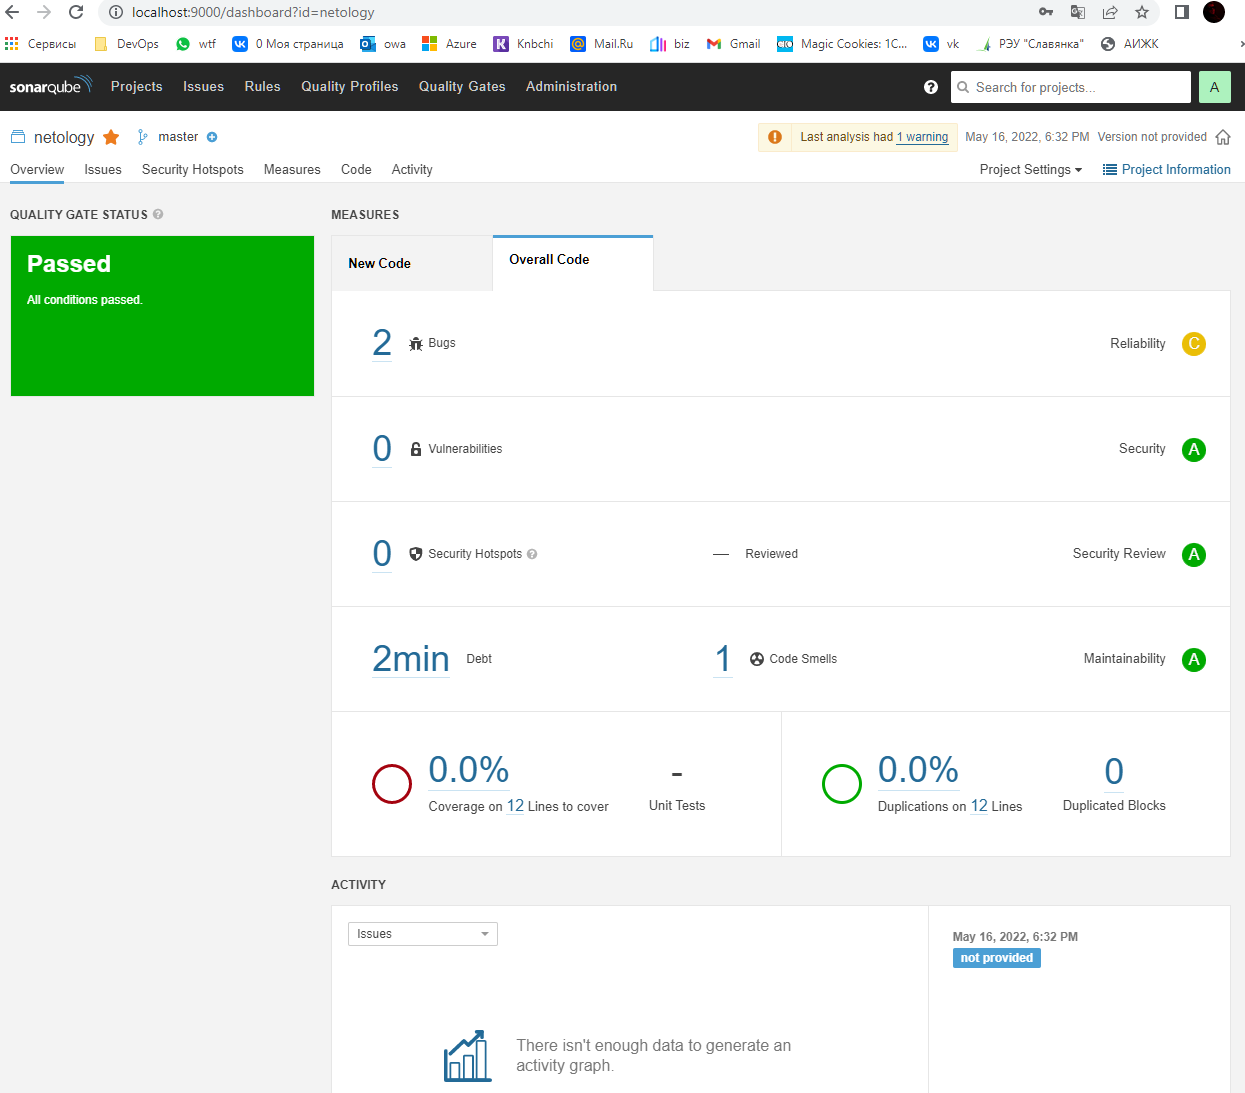 localhost:9000/dashboard?id=netology
Сервисы DevOps wtf 0 Моя страница owa Azure Knbchi Mail.Ru biz Gmail Magic Cookies: 1C... vk РЭУ "Славянка" АИЖК
sonarqube Projects Issues Rules Quality Profiles Quality Gates Administration ? Search for projects... A
netology master Last analysis had 1 warning May 16, 2022, 6:32 PM Version not provided
Overview Issues Security Hotspots Measures Code Activity Project Settings Project Information
QUALITY GATE STATUS ?
Passed
All conditions passed.
MEASURES
New Code
Overall Code
2 Bugs Reliability C
0 Vulnerabilities Security A
0 Security Hotspots ? — Reviewed Security Review A
2min Debt 1 Code Smells Maintainability A
0.0%
Coverage on 12 Lines to cover
-
Unit Tests
0.0%
Duplications on 12 Lines
0
Duplicated Blocks
ACTIVITY
Issues
There isn't enough data to generate an
activity graph.
May 16, 2022, 6:32 PM
not provided